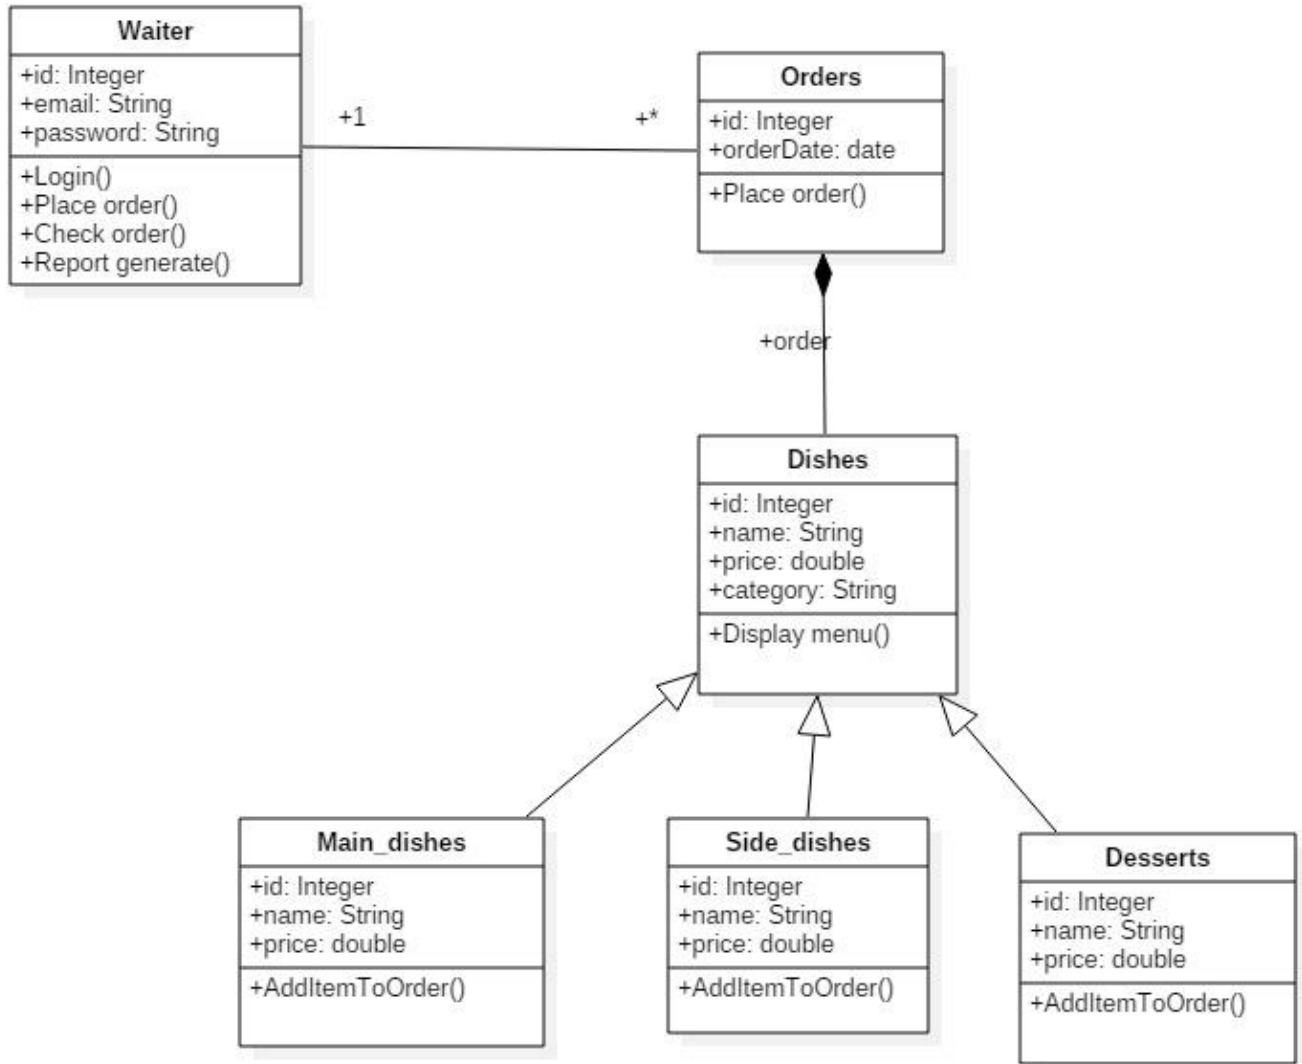 Waiter
+id: Integer
+email: String
+password: String
+Login()
+Place order()
+Check order()
+Report generate()
+1
+*
Orders
+id: Integer
+orderDate: date
+Place order()
+order
Dishes
+id: Integer
+name: String
+price: double
+category: String
+Display menu()
Main_dishes
+id: Integer
+name: String
+price: double
+AddItemToOrder()
Side_dishes
+id: Integer
+name: String
+price: double
+AddItemToOrder()
Desserts
+id: Integer
+name: String
+price: double
+AddItemToOrder()